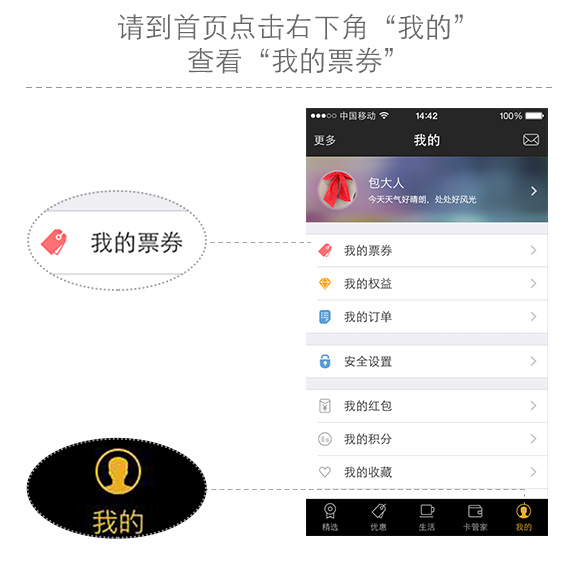 请到首页点击右下角“我的”
查看“我的票券”
中国移动 14:42 100%
更多 我的
包大人
今天天气好晴朗，处处好风光
我的票券
我的票券
我的权益
我的订单
安全设置
我的红包
我的积分
我的收藏
我的
精选 优惠 生活 卡管家 我的